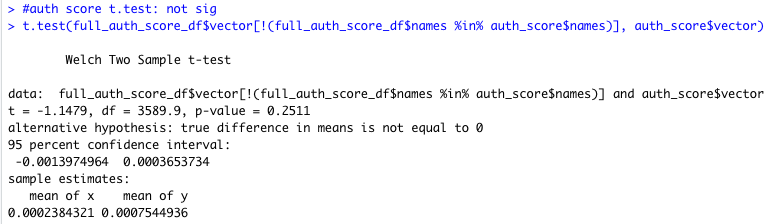 > #auth score t.test: not sig
> t.test(full_auth_score_df$vector[!(full_auth_score_df$names %in% auth_score$names)], auth_score$vector)
Welch Two Sample t-test
data:  full_auth_score_df$vector[!(full_auth_score_df$names %in% auth_score$names)] and auth_score$vector
t = -1.1479, df = 3589.9, p-value = 0.2511
alternative hypothesis: true difference in means is not equal to 0
95 percent confidence interval:
 -0.0013974964  0.0003653734
sample estimates:
   mean of x    mean of y
0.0002384321 0.0007544936